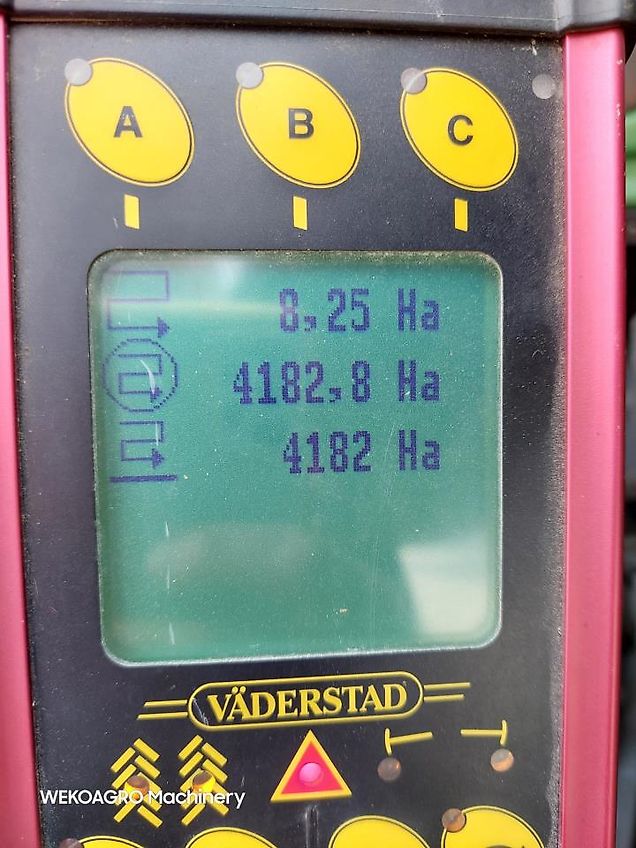 A B C
8,25 Ha
4182,8 Ha
4182 Ha
VÄDERSTAD
WEKOAGRO Machinery